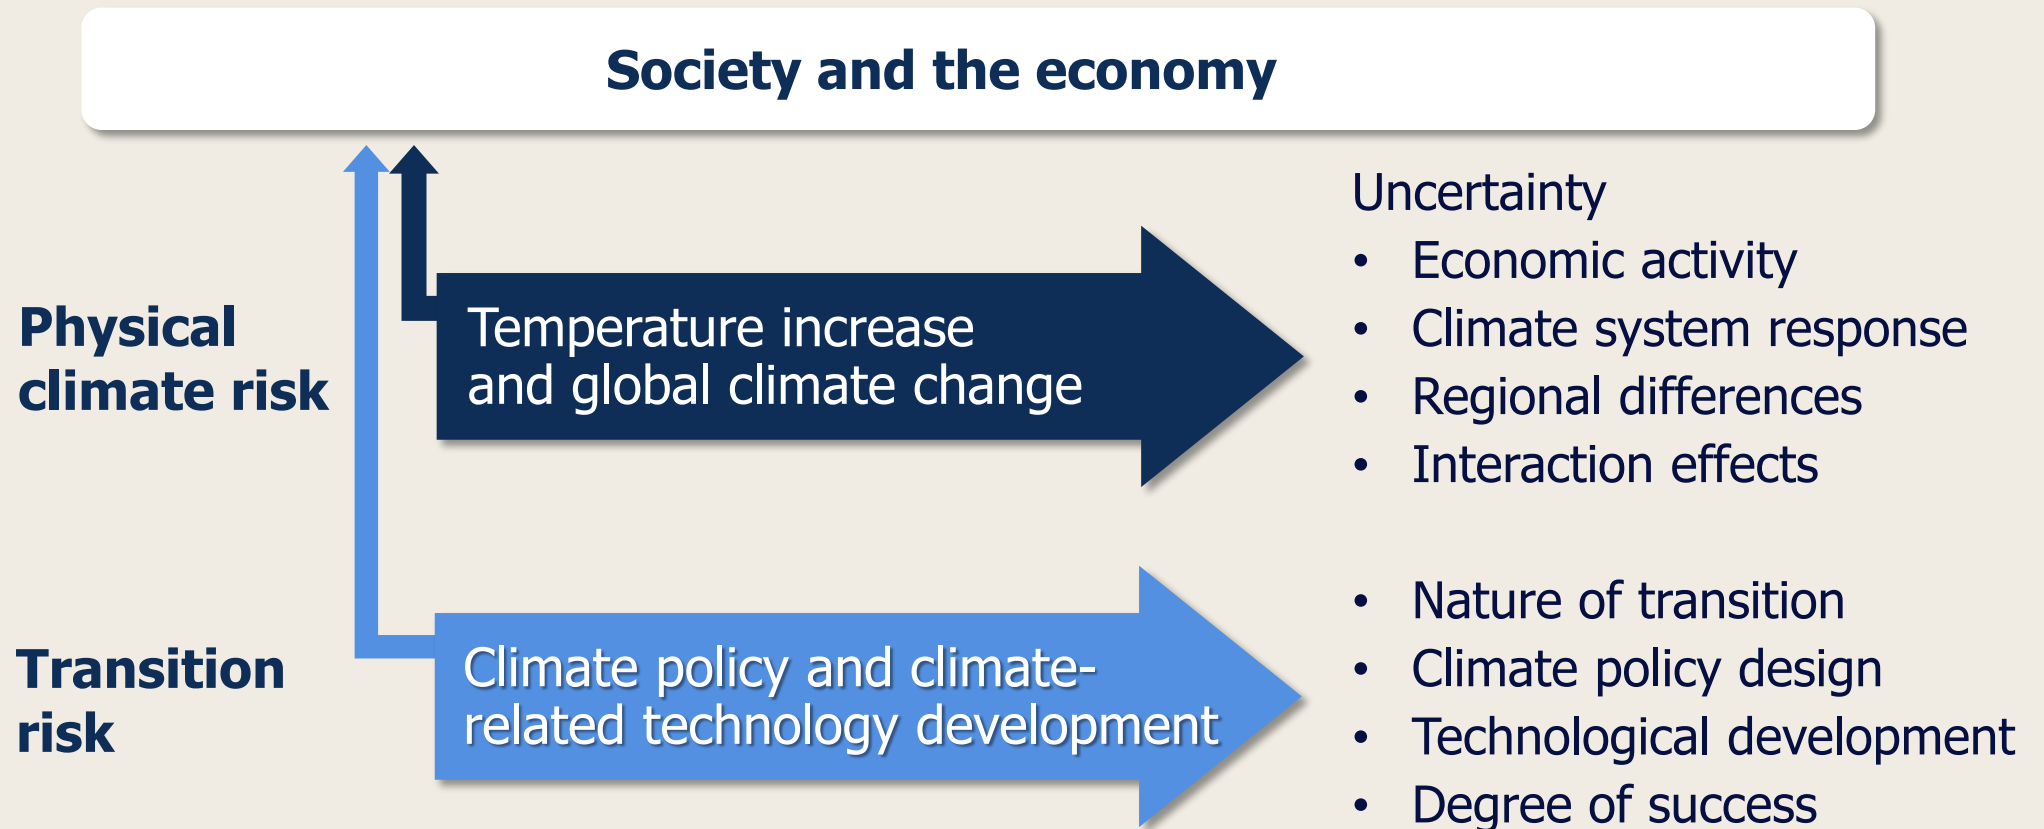 Society and the economy
Physical
climate risk
Temperature increase
and global climate change
Uncertainty
• Economic activity
• Climate system response
• Regional differences
• Interaction effects
Transition
risk
Climate policy and climate-
related technology development
• Nature of transition
• Climate policy design
• Technological development
• Degree of success